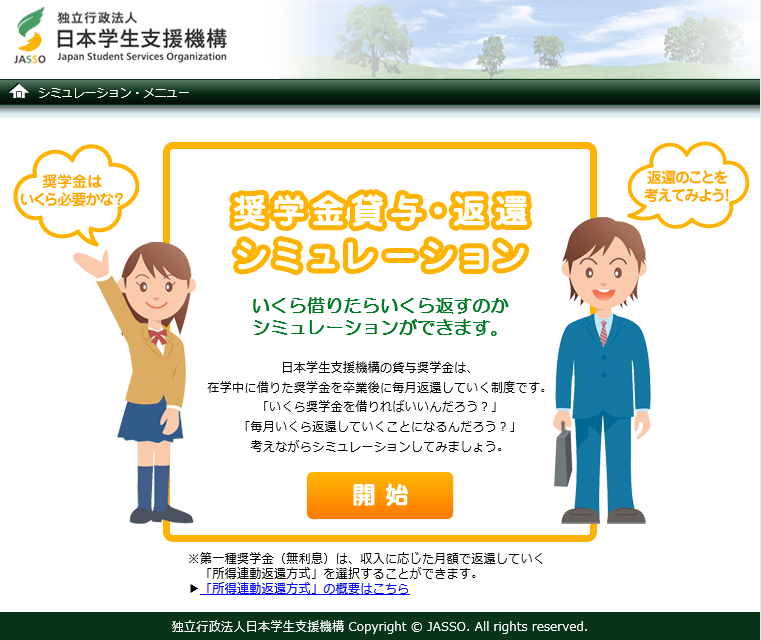 独立行政法人
日本学生支援機構
Japan Student Services Organization
JASSO
シミュレーション・メニュー
奨学金は
いくら必要かな?
返還のことを
考えてみよう!
奨学金貸与・返還
シミュレーション
いくら借りたらいくら返すのか
シミュレーションができます。
日本学生支援機構の貸与奨学金は、
在学中に借りた奨学金を卒業後に毎月返還していく制度です。
「いくら奨学金を借りればいいんだろう？」
「毎月いくら返還していくことになるんだろう？」
考えながらシミュレーションしてみましょう。
開 始
※第一種奨学金（無利息）は、収入に応じた月額で返還していく
「所得連動返還方式」を選択することができます。
▶「所得連動返還方式」の概要はこちら
独立行政法人日本学生支援機構 Copyright © JASSO. All rights reserved.